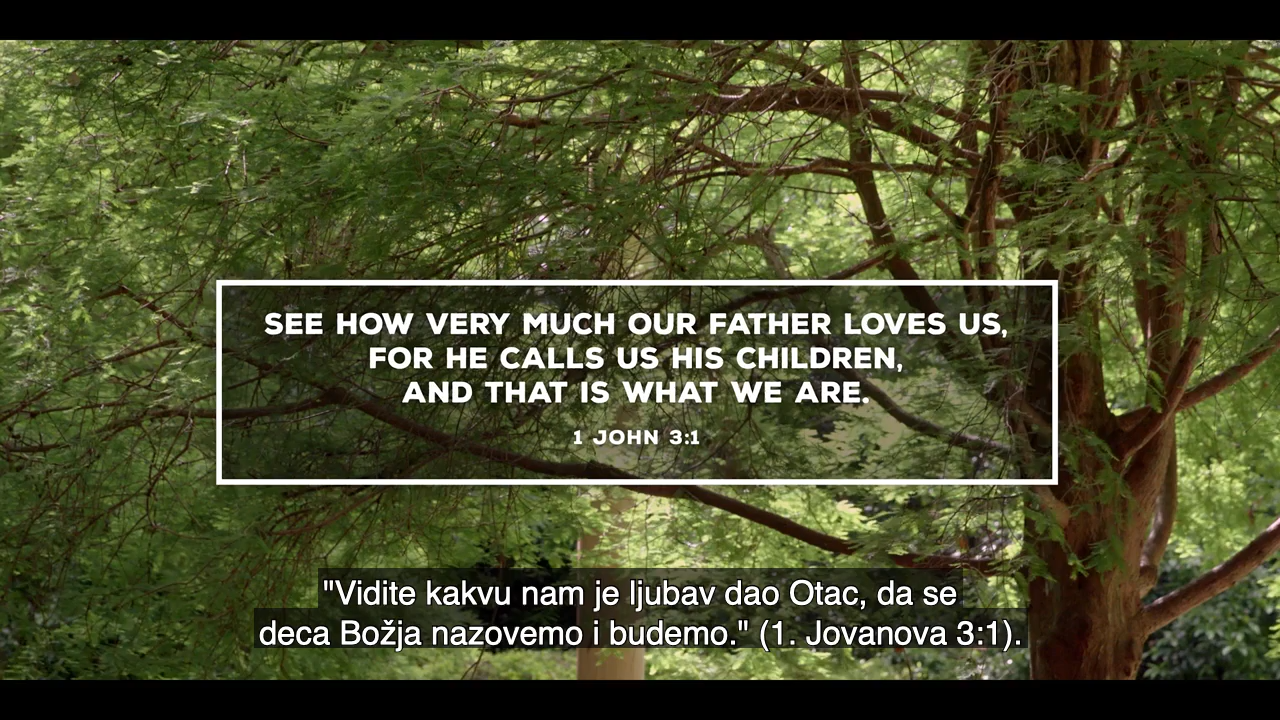 SEE HOW VERY MUCH OUR FATHER LOVES US,
FOR HE CALLS US HIS CHILDREN,
AND THAT IS WHAT WE ARE.
1 JOHN 3:1
"Vidite kakvu nam je ljubav dao Otac, da se
deca Božja nazovemo i budemo." (1. Jovanova 3:1).